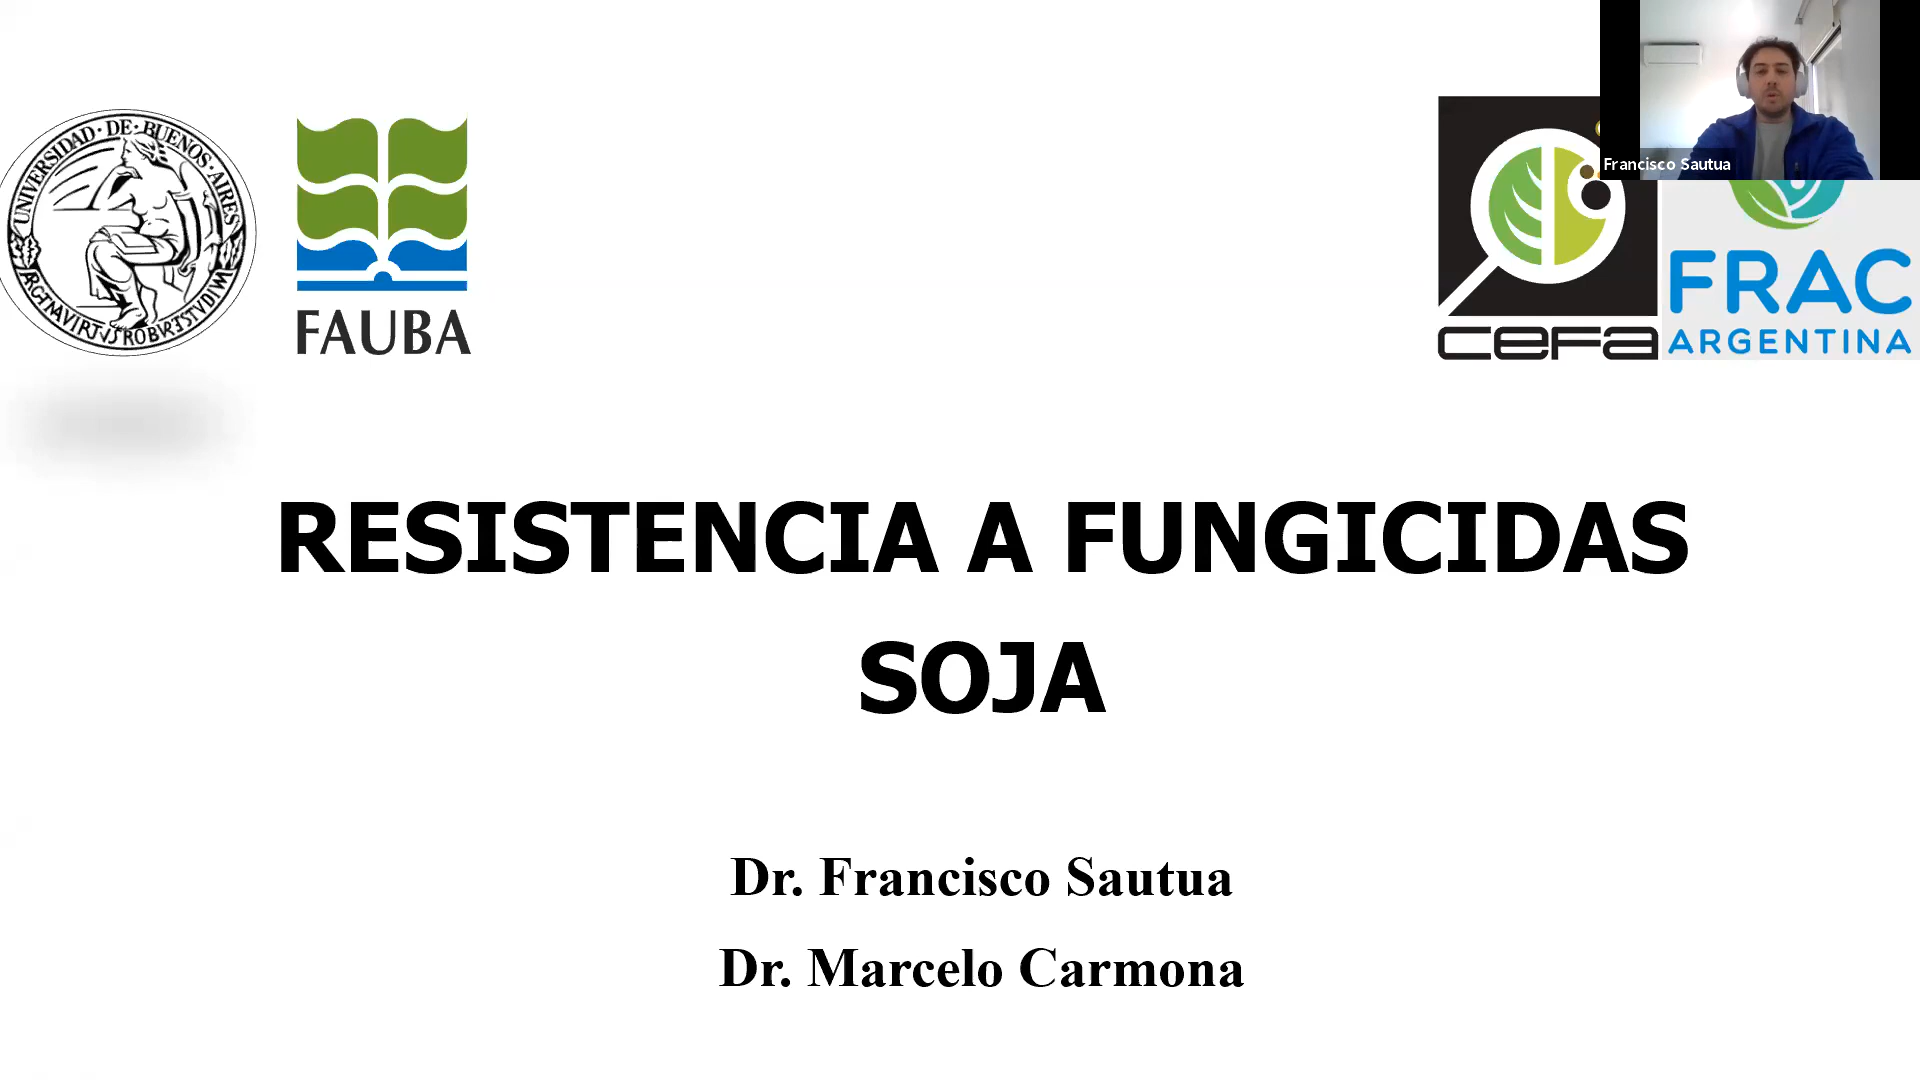 UNIVERSIDAD·DE·BUENOS·AIRES
FAUBA
Francisco Sautua
cefa
FRAC
ARGENTINA
RESISTENCIA A FUNGICIDAS
SOJA
Dr. Francisco Sautua
Dr. Marcelo Carmona